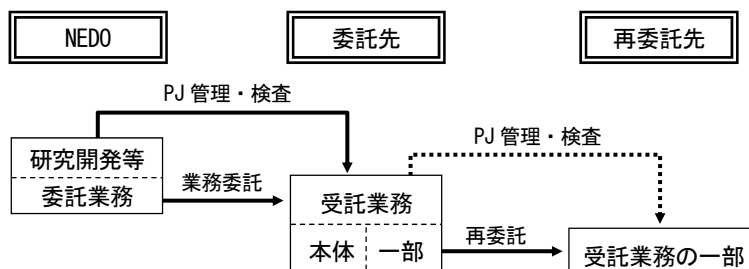 NEDO
委託先
再委託先
PJ 管理・検査
PJ 管理・検査
研究開発等
委託業務
業務委託
受託業務
本体
一部
再委託
受託業務の一部